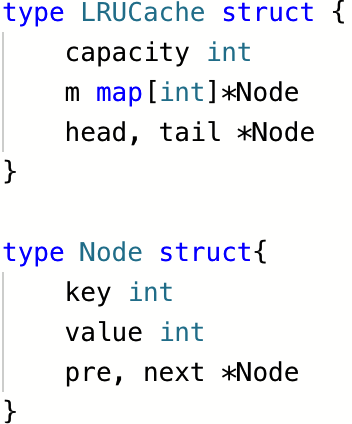 type LRUCache struct {
    capacity int
    m map[int]*Node
    head, tail *Node
}

type Node struct{
    key int
    value int
    pre, next *Node
}